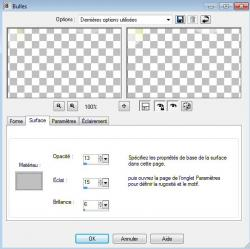 Bulles
Options : Dernières options utilisées
100%
Forme Surface Paramètres Éclairement
Matériau :
Opacité : 13
Éclat : 15
Brillance : 6
Spécifiez les propriétés de base de la surface
dans cette page.
puis ouvrez la page de l'onglet Paramètres
pour définir la rugosité et le motif.
OK Annuler Aide